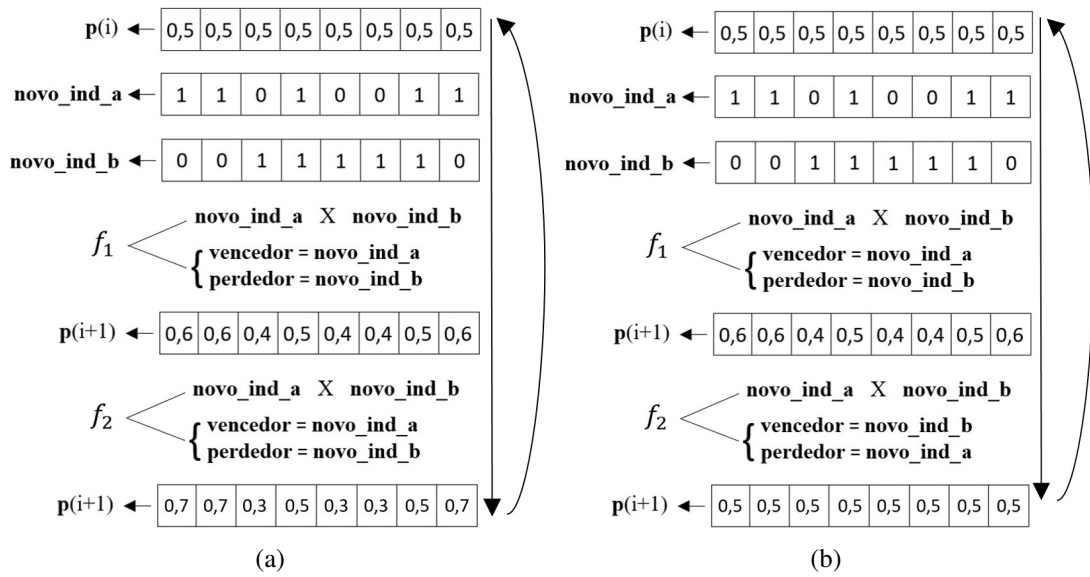 p(i) 0,5 0,5 0,5 0,5 0,5 0,5 0,5 0,5
novo_ind_a 1 1 0 1 0 0 1 1
novo_ind_b 0 0 1 1 1 1 1 0
novo_ind_a X novo_ind_b
f1
{ vencedor = novo_ind_a
perdedor = novo_ind_b
p(i+1) 0,6 0,6 0,4 0,5 0,4 0,4 0,5 0,6
novo_ind_a X novo_ind_b
f2
{ vencedor = novo_ind_a
perdedor = novo_ind_b
p(i+1) 0,7 0,7 0,3 0,5 0,3 0,3 0,5 0,7
(a)
p(i) 0,5 0,5 0,5 0,5 0,5 0,5 0,5 0,5
novo_ind_a 1 1 0 1 0 0 1 1
novo_ind_b 0 0 1 1 1 1 1 0
novo_ind_a X novo_ind_b
f1
{ vencedor = novo_ind_a
perdedor = novo_ind_b
p(i+1) 0,6 0,6 0,4 0,5 0,4 0,4 0,5 0,6
novo_ind_a X novo_ind_b
f2
{ vencedor = novo_ind_b
perdedor = novo_ind_a
p(i+1) 0,5 0,5 0,5 0,5 0,5 0,5 0,5 0,5
(b)